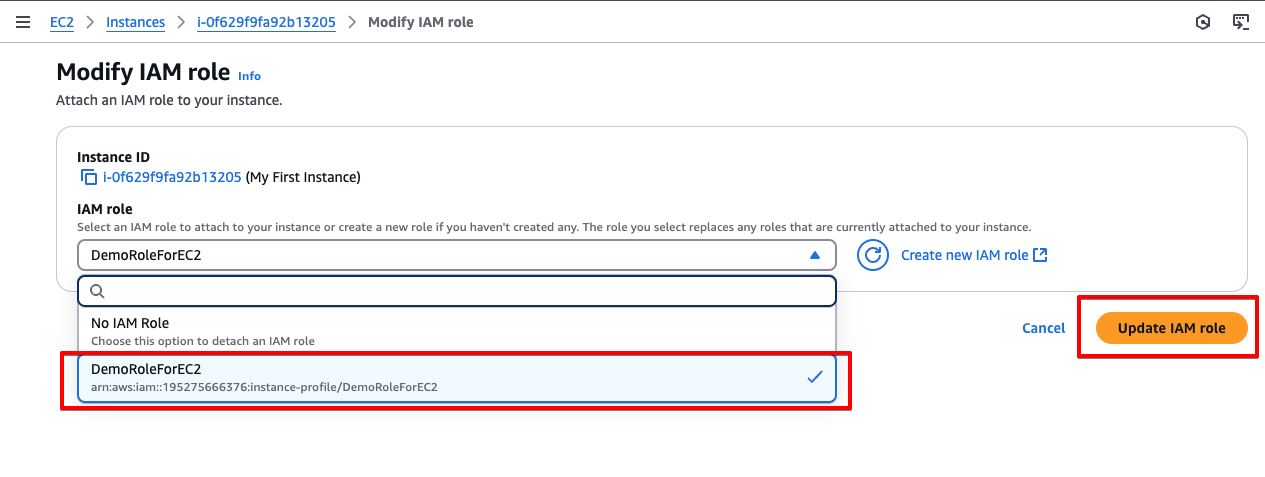 EC2 > Instances > i-0f629f9fa92b13205 > Modify IAM role
Modify IAM role Info
Attach an IAM role to your instance.
Instance ID
i-0f629f9fa92b13205 (My First Instance)
IAM role
Select an IAM role to attach to your instance or create a new role if you haven't created any. The role you select replaces any roles that are currently attached to your instance.
DemoRoleForEC2
Create new IAM role
No IAM Role
Choose this option to detach an IAM role
Cancel
Update IAM role
DemoRoleForEC2
arn:aws:iam::195275666376:instance-profile/DemoRoleForEC2